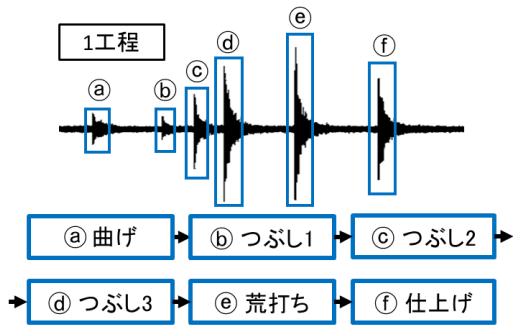 1工程
ⓔ
ⓓ
ⓕ
ⓒ
ⓐ
ⓑ
ⓐ 曲げ
ⓑ つぶし1
ⓒ つぶし2
ⓓ つぶし3
ⓔ 荒打ち
ⓕ 仕上げ